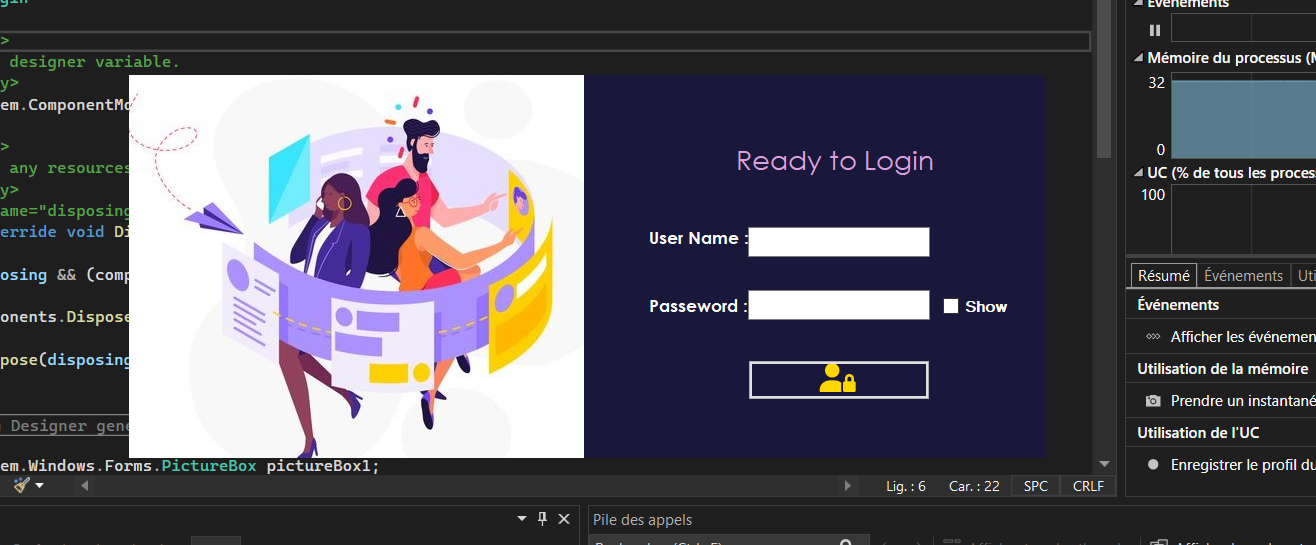 >
designer variable.
y>
em.ComponentMo
>
any resources
y>
ame="disposing
erride void Di
osing && (comp
onents.Dispose
pose(disposing
Designer gene
em.Windows.Forms.PictureBox pictureBox1;
Ready to Login
User Name :
Passeword :
Show
Lig. : 6
Car. : 22
SPC
CRLF
Pile des appels
Événements
Mémoire du processus (M
32
0
UC (% de tous les process
100
Résumé
Événements
Uti
Événements
Afficher les événemen
Utilisation de la mémoire
Prendre un instantané
Utilisation de l'UC
Enregistrer le profil du